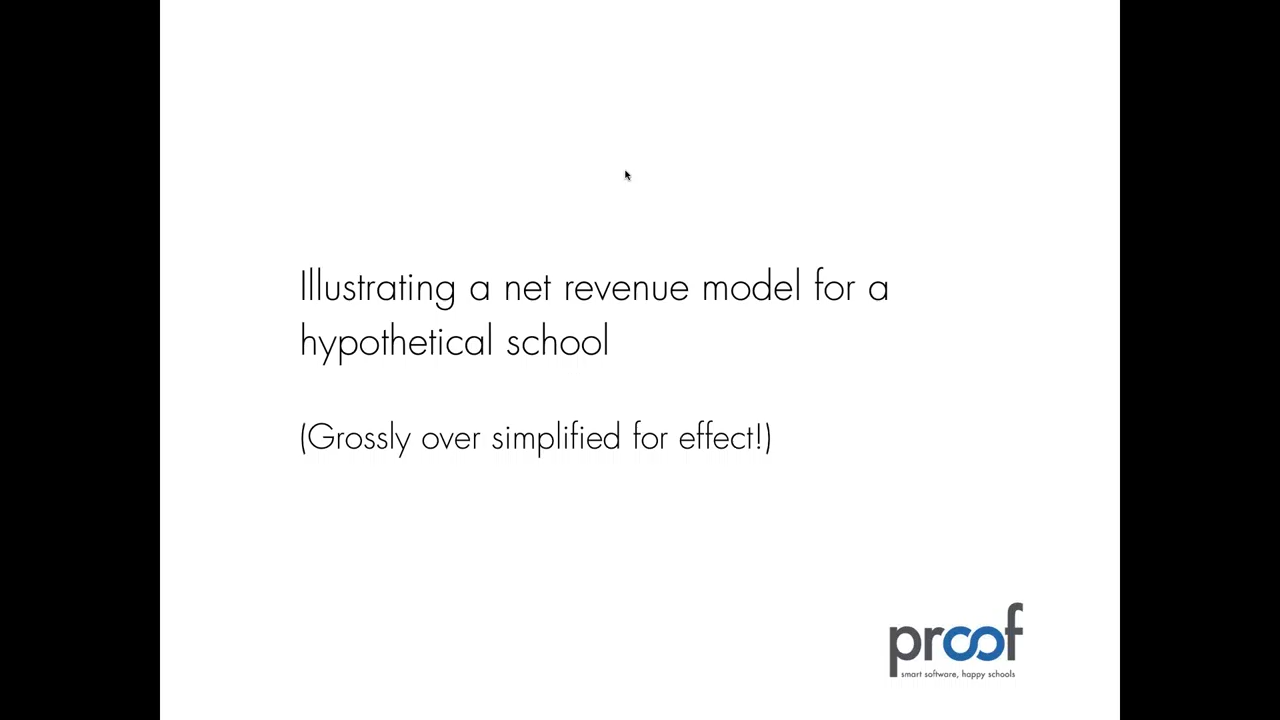 Illustrating a net revenue model for a
hypothetical school
(Grossly over simplified for effect!)
proof
smart software, happy schools